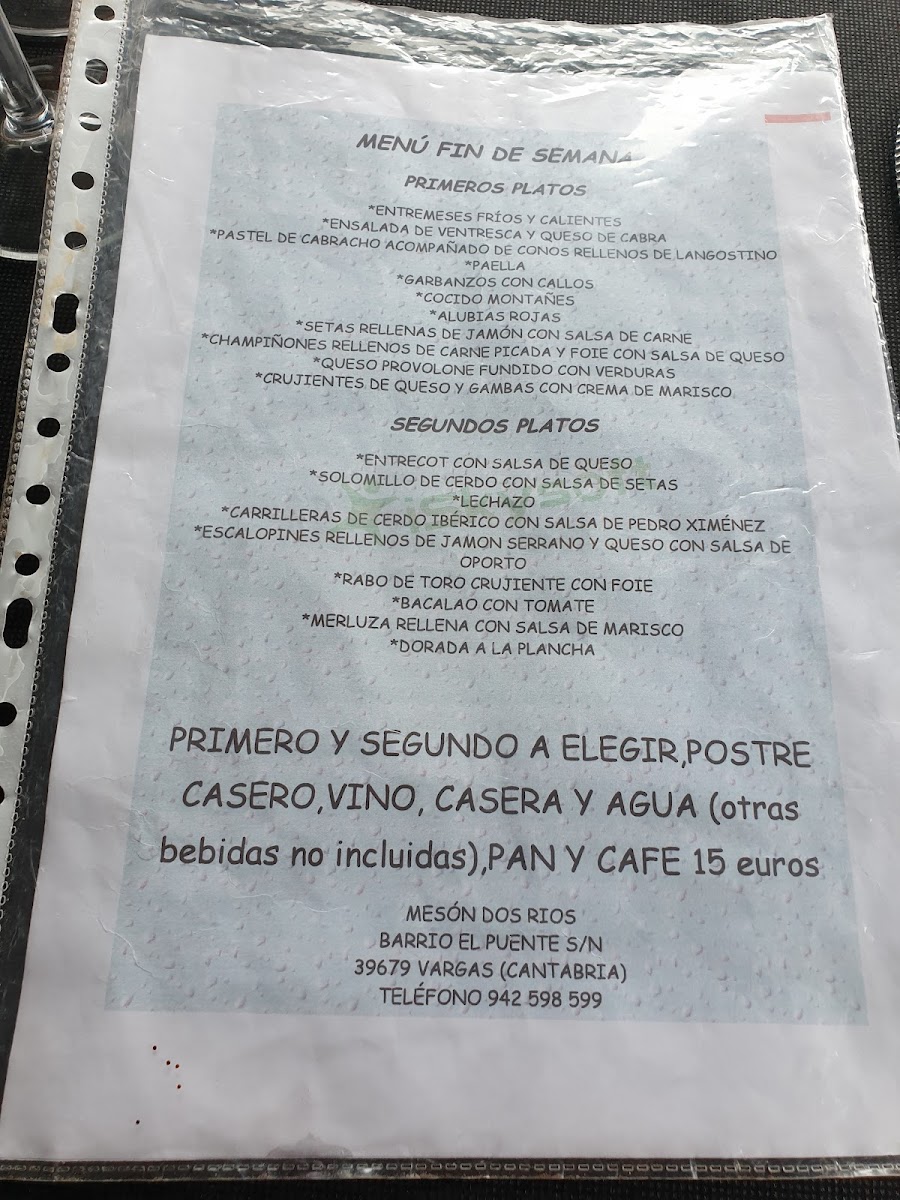 MENÚ FIN DE SEMANA
PRIMEROS PLATOS
*ENTREMESES FRÍOS Y CALIENTES
*ENSALADA DE VENTRESCA Y QUESO DE CABRA
*PASTEL DE CABRACHO ACOMPAÑADO DE CONOS RELLENOS DE LANGOSTINO
*PAELLA
*GARBANZOS CON CALLOS
*COCIDO MONTAÑES
*ALUBIAS ROJAS
*SETAS RELLENAS DE JAMÓN CON SALSA DE CARNE
*CHAMPIÑONES RELLENOS DE CARNE PICADA Y FOIE CON SALSA DE QUESO
*QUESO PROVOLONE FUNDIDO CON VERDURAS
*CRUJIENTES DE QUESO Y GAMBAS CON CREMA DE MARISCO
SEGUNDOS PLATOS
*ENTRECOT CON SALSA DE QUESO
*SOLOMILLO DE CERDO CON SALSA DE SETAS
*LECHAZO
*CARRILLERAS DE CERDO IBÉRICO CON SALSA DE PEDRO XIMÉNEZ
*ESCALOPINES RELLENOS DE JAMON SERRANO Y QUESO CON SALSA DE
OPORTO
*RABO DE TORO CRUJIENTE CON FOIE
*BACALAO CON TOMATE
*MERLUZA RELLENA CON SALSA DE MARISCO
*DORADA A LA PLANCHA
PRIMERO Y SEGUNDO A ELEGIR,POSTRE
CASERO,VINO, CASERA Y AGUA (otras
bebidas no incluidas),PAN Y CAFE 15 euros
MESÓN DOS RIOS
BARRIO EL PUENTE S/N
39679 VARGAS (CANTABRIA)
TELÉFONO 942 598 599